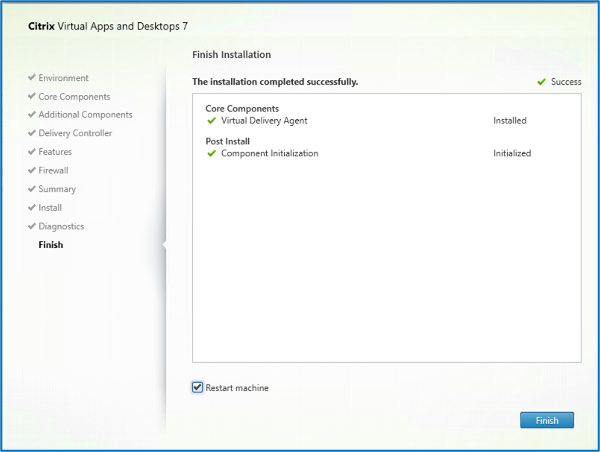 Citrix Virtual Apps and Desktops 7
Finish Installation
Environment
Core Components
Additional Components
Delivery Controller
Features
Firewall
Summary
Install
Diagnostics
Finish
The installation completed successfully.
Success
Core Components
Virtual Delivery Agent Installed
Post Install
Component Initialization Initialized
Restart machine
Finish